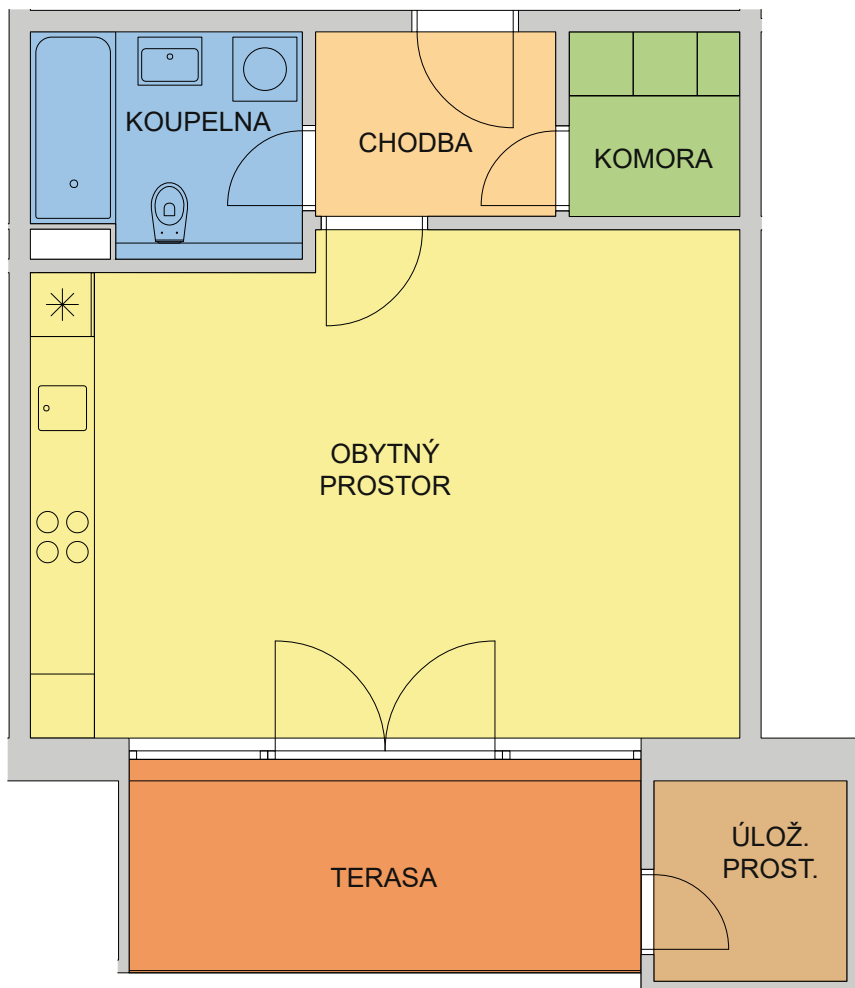 KOUPELNA
CHODBA
KOMORA
OBYTNÝ
PROSTOR
TERASA
ÚLOŽ.
PROST.